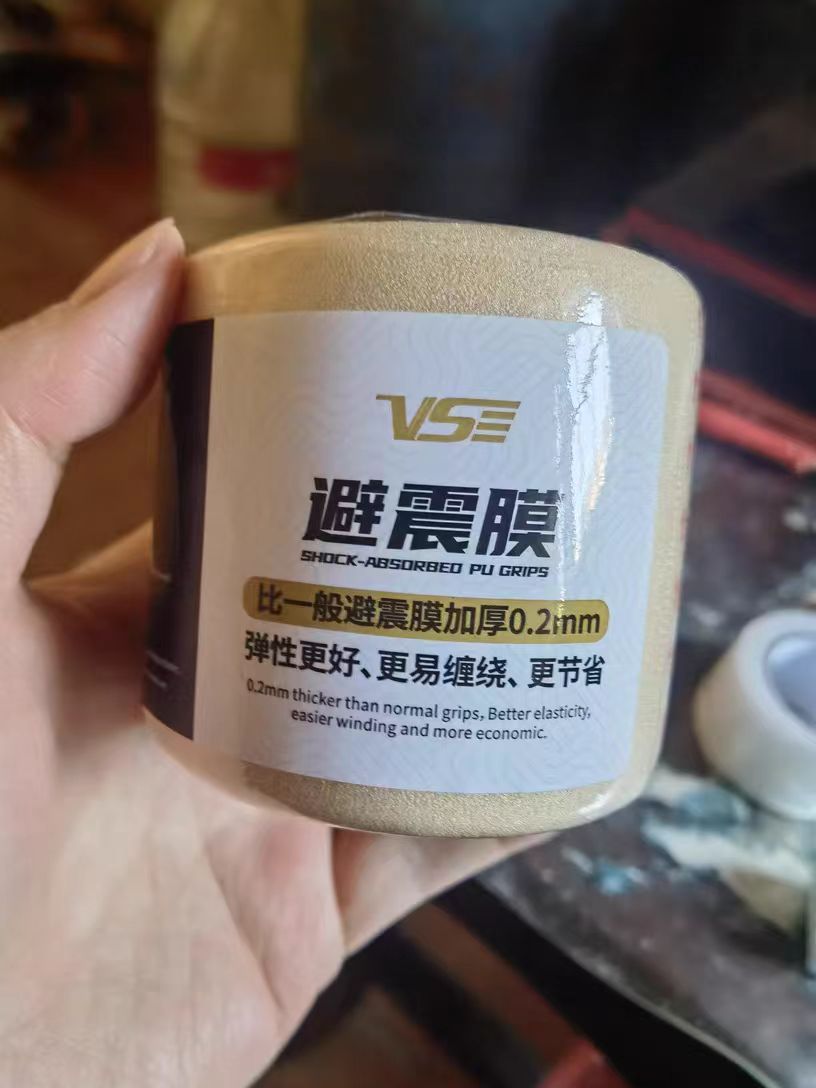 VSE
避震膜
SHOCK-ABSORBED PU GRIPS
比一般避震膜加厚0.2mm
弹性更好、更易缠绕、更节省
0.2mm thicker than normal grips, Better elasticity,
easier winding and more economic.